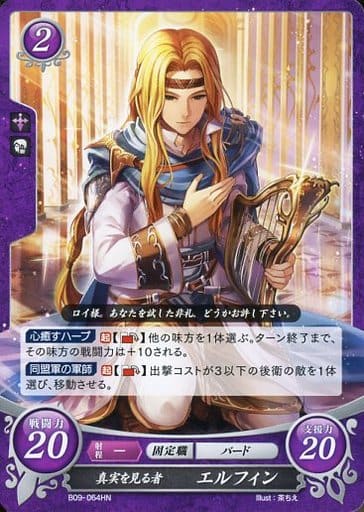 2
ロイ様。あなたを試した非礼、どうかお許し下さい。
心癒すハープ 起【】他の味方を1体選ぶ。ターン終了まで、
その味方の戦闘力は+10される。
同盟軍の軍師 起【】出撃コストが3以下の後衛の敵を1体
選び、移動させる。
戦闘力
20
射程 一 固定職 バード
支援力
20
真実を見る者 エルフィン
B09-064HN
Illust:茶ちえ